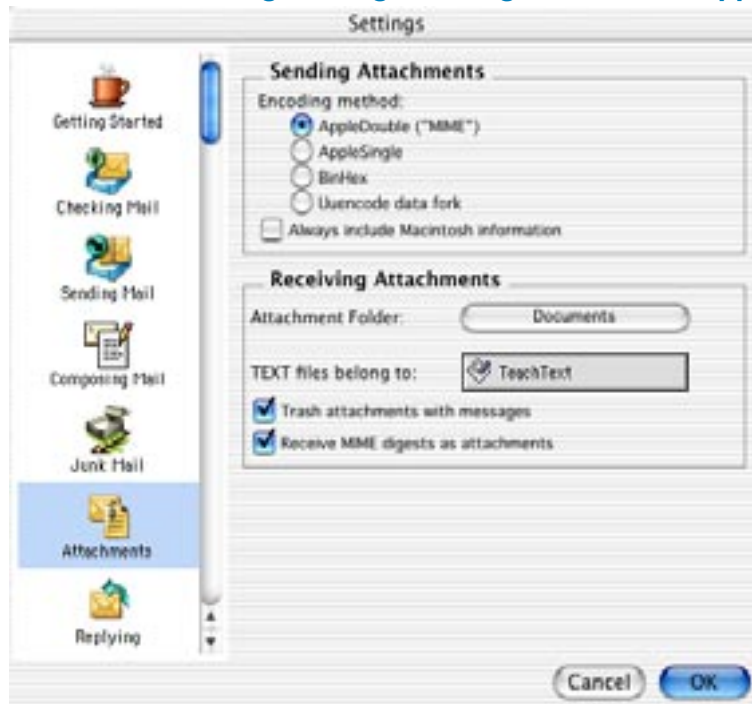 Settings
Getting Started
Checking Mail
Sending Mail
Composing Mail
Junk Mail
Attachments
Replying
Sending Attachments
Encoding method:
AppleDouble ("MIME")
AppleSingle
BinHex
Uuencode data fork
Always include Macintosh information
Receiving Attachments
Attachment Folder:
Documents
TEXT files belong to:
TeachText
Trash attachments with messages
Receive MIME digests as attachments
Cancel
OK